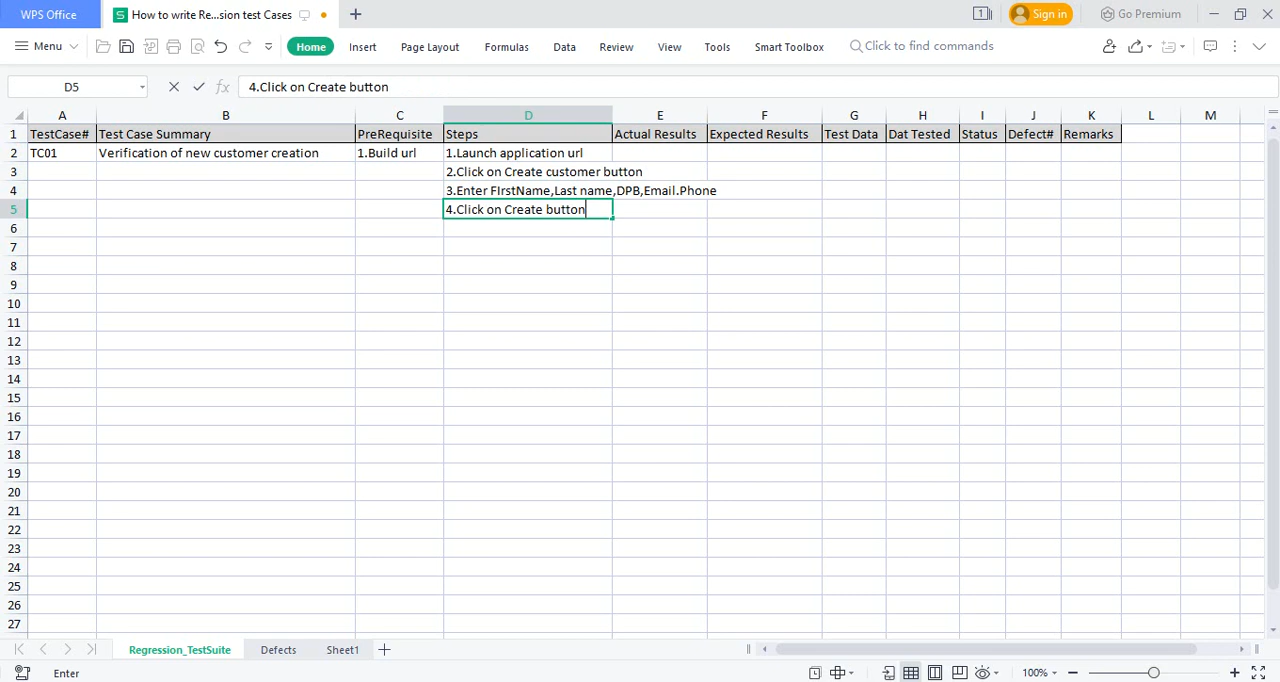 WPS Office
S How to write Re...sion test Cases
1
Sign in
Go Premium
Menu
Home
Insert
Page Layout
Formulas
Data
Review
View
Tools
Smart Toolbox
Click to find commands
D5
fx
4.Click on Create button
A B C D E F G H I J K L M
1 TestCase# Test Case Summary PreRequisite Steps Actual Results Expected Results Test Data Dat Tested Status Defect# Remarks
2 TC01 Verification of new customer creation 1.Build url 1.Launch application url
3 2.Click on Create customer button
4 3.Enter FIrstName,Last name,DPB,Email.Phone
5 4.Click on Create button
6
7
8
9
10
11
12
13
14
15
16
17
18
19
20
21
22
23
24
25
26
27
Regression_TestSuite
Defects
Sheet1
Enter
100%